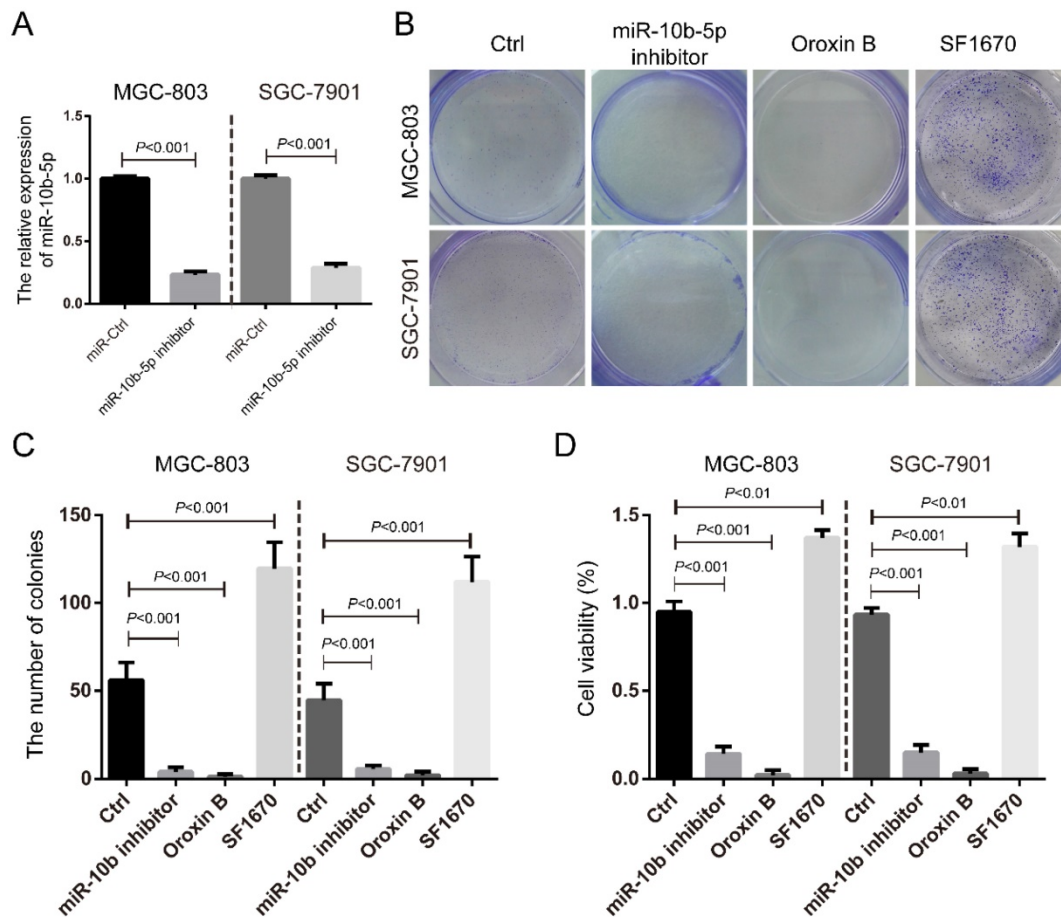 A
MGC-803
SGC-7901
The relative expression
of miR-10b-5p
1.5
1.0
0.5
0.0
P<0.001
P<0.001
miR-Ctrl
miR-10b-5p inhibitor
miR-Ctrl
miR-10b-5p inhibitor
B
Ctrl
miR-10b-5p
inhibitor
Oroxin B
SF1670
MGC-803
SGC-7901
C
MGC-803
SGC-7901
The number of colonies
150
100
50
0
P<0.001
P<0.001
P<0.001
P<0.001
P<0.001
P<0.001
Ctrl
miR-10b inhibitor
Oroxin B
SF1670
Ctrl
miR-10b inhibitor
Oroxin B
SF1670
D
MGC-803
SGC-7901
Cell viability (%)
1.5
1.0
0.5
0.0
P<0.01
P<0.001
P<0.001
P<0.01
P<0.001
P<0.001
Ctrl
miR-10b inhibitor
Oroxin B
SF1670
Ctrl
miR-10b inhibitor
Oroxin B
SF1670